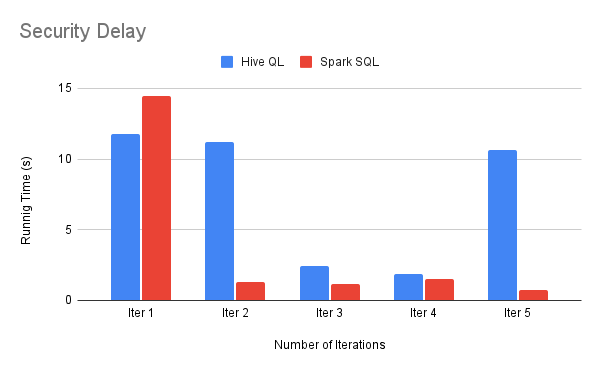 Security Delay
Hive QL Spark SQL
15
10
5
0
Runnig Time (s)
Iter 1 Iter 2 Iter 3 Iter 4 Iter 5
Number of Iterations